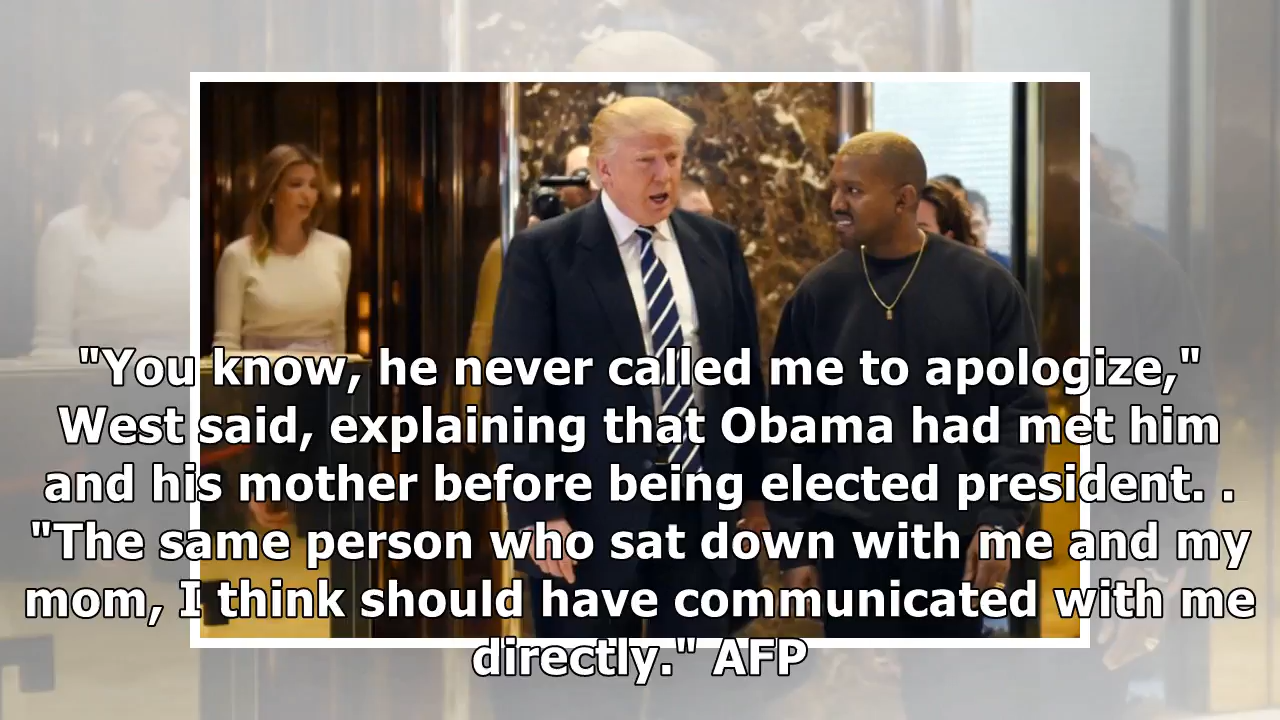 "You know, he never called me to apologize,"
West said, explaining that Obama had met him
and his mother before being elected president. .
"The same person who sat down with me and my
mom, I think should have communicated with me
directly." AFP